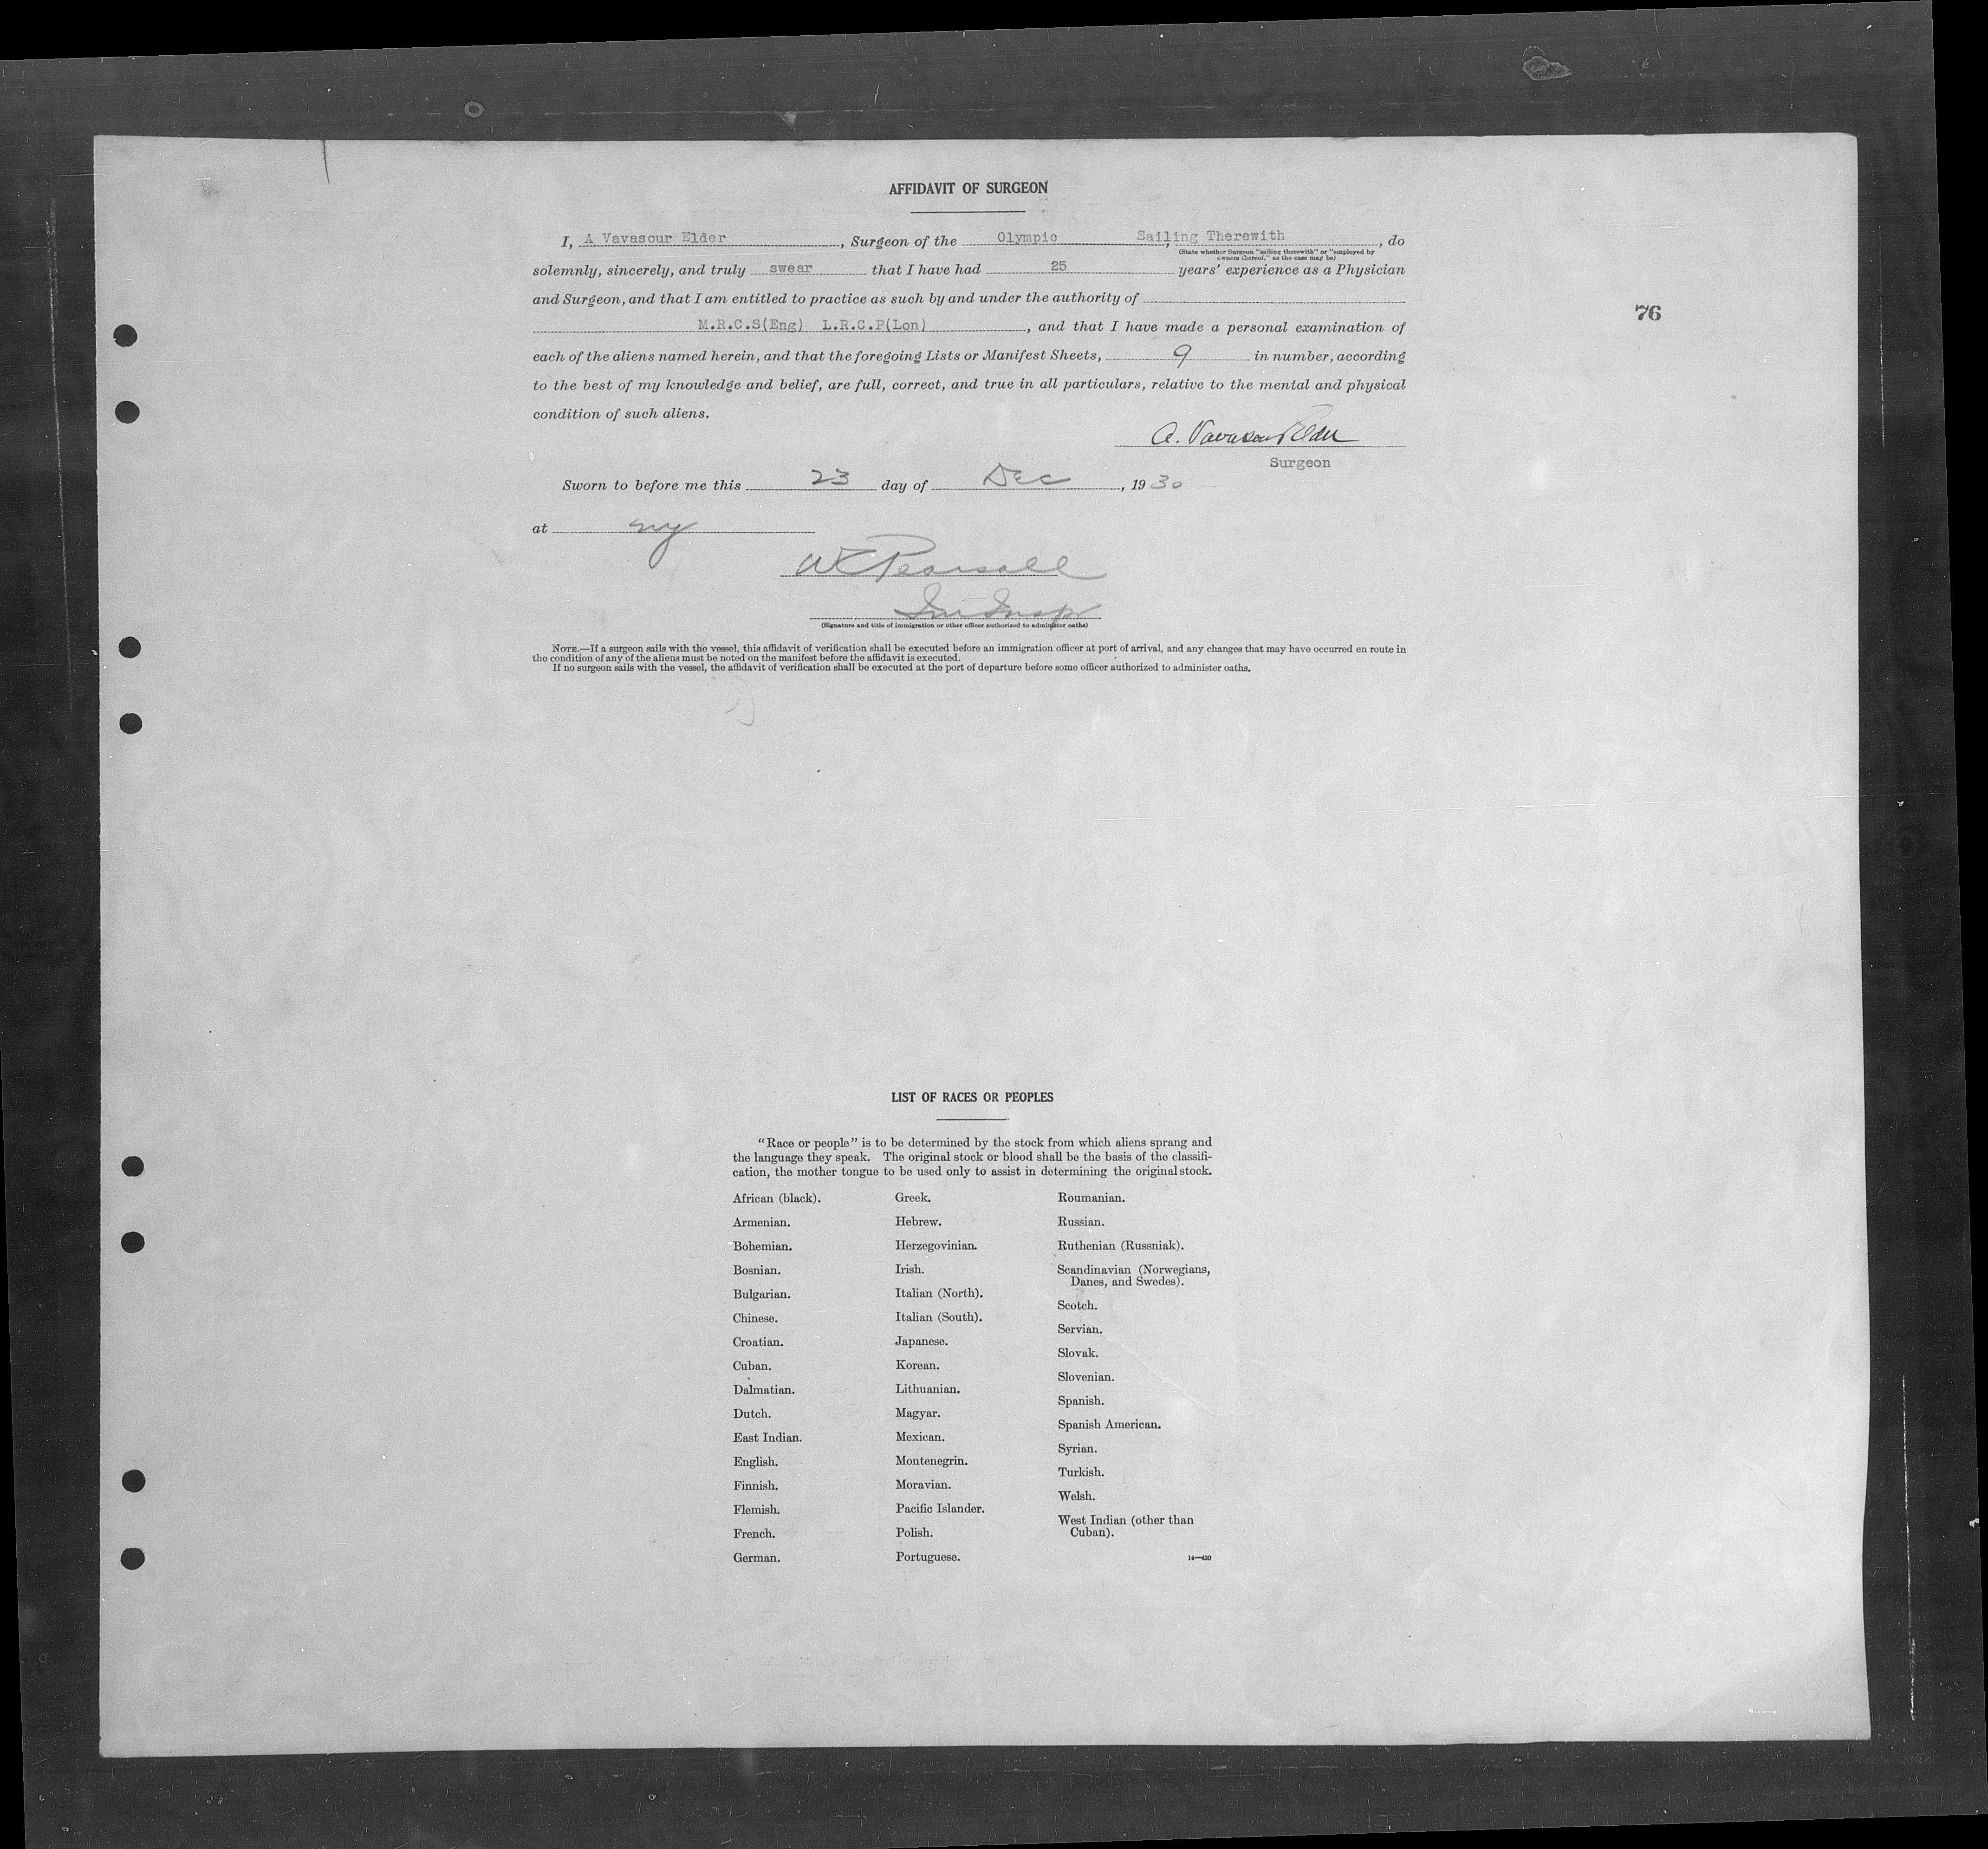 AFFIDAVIT OF SURGEON
I, A Vavasour Elder, Surgeon of the Olympic, Sailing Therewith, do
(State whether Surgeon "sailing therewith" or "employed by
owners thereof," as the case may be)
solemnly, sincerely, and truly swear that I have had 25 years' experience as a Physician
and Surgeon, and that I am entitled to practice as such by and under the authority of
M.R.C.S(Eng) L.R.C.P(Lon), and that I have made a personal examination of
76
each of the aliens named herein, and that the foregoing Lists or Manifest Sheets, 9 in number, according
to the best of my knowledge and belief, are full, correct, and true in all particulars, relative to the mental and physical
condition of such aliens.
A. Vavasour Elder
Surgeon
Sworn to before me this 23 day of Dec, 1930
at ny
W Pearsall
Im Inspr
(Signature and title of immigration or other officer authorized to administer oaths)
NOTE.—If a surgeon sails with the vessel, this affidavit of verification shall be executed before an immigration officer at port of arrival, and any changes that may have occurred en route in
the condition of any of the aliens must be noted on the manifest before the affidavit is executed.
If no surgeon sails with the vessel, the affidavit of verification shall be executed at the port of departure before some officer authorized to administer oaths.
LIST OF RACES OR PEOPLES
"Race or people" is to be determined by the stock from which aliens sprang and
the language they speak. The original stock or blood shall be the basis of the classifi-
cation, the mother tongue to be used only to assist in determining the original stock.
African (black).
Armenian.
Bohemian.
Bosnian.
Bulgarian.
Chinese.
Croatian.
Cuban.
Dalmatian.
Dutch.
East Indian.
English.
Finnish.
Flemish.
French.
German.
Greek.
Hebrew.
Herzegovinian.
Irish.
Italian (North).
Italian (South).
Japanese.
Korean.
Lithuanian.
Magyar.
Mexican.
Montenegrin.
Moravian.
Pacific Islander.
Polish.
Portuguese.
Roumanian.
Russian.
Ruthenian (Russniak).
Scandinavian (Norwegians,
Danes, and Swedes).
Scotch.
Servian.
Slovak.
Slovenian.
Spanish.
Spanish American.
Syrian.
Turkish.
Welsh.
West Indian (other than
Cuban).
14—430